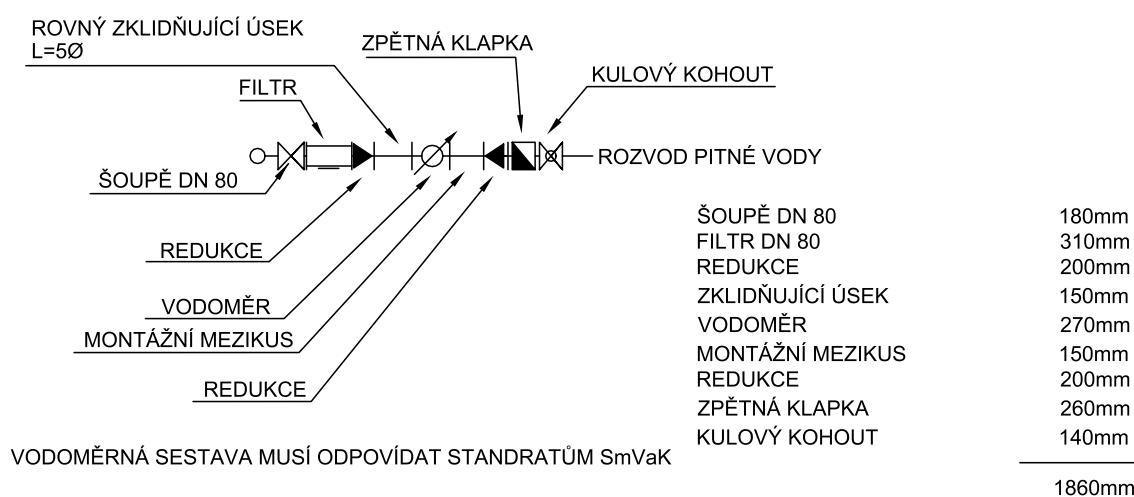 ROVNÝ ZKLIDŇUJÍCÍ ÚSEK
L=5Ø
ZPĚTNÁ KLAPKA
KULOVÝ KOHOUT
FILTR
ROZVOD PITNÉ VODY
ŠOUPĚ DN 80
REDUKCE
VODOMĚR
MONTÁŽNÍ MEZIKUS
REDUKCE
ŠOUPĚ DN 80 180mm
FILTR DN 80 310mm
REDUKCE 200mm
ZKLIDŇUJÍCÍ ÚSEK 150mm
VODOMĚR 270mm
MONTÁŽNÍ MEZIKUS 150mm
REDUKCE 200mm
ZPĚTNÁ KLAPKA 260mm
KULOVÝ KOHOUT 140mm
1860mm
VODOMĚRNÁ SESTAVA MUSÍ ODPOVÍDAT STANDRATŮM SmVaK